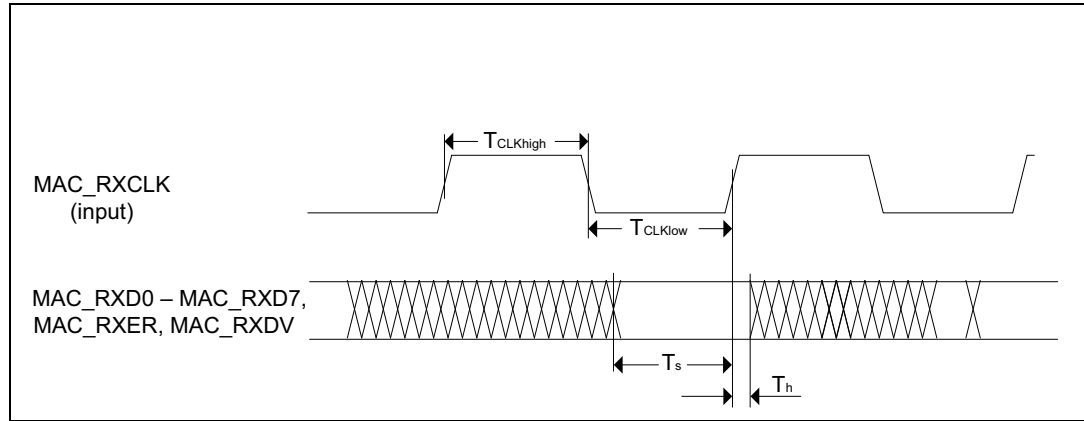 TCLKhigh
MAC_RXCLK
(input)
TCLKlow
MAC_RXD0 – MAC_RXD7,
MAC_RXER, MAC_RXDV
Ts
Th